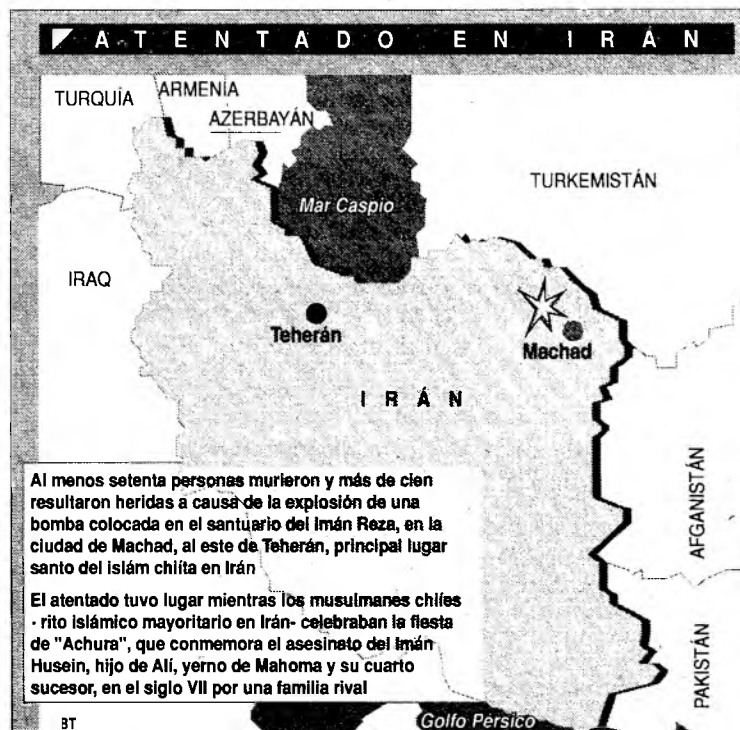 ATENTADO EN IRÁN
TURQUÍA
ARMENIA
AZERBAYÁN
Mar Caspio
TURKEMISTÁN
IRAQ
Teherán
Machad
IRÁN
Al menos setenta personas murieron y más de cien
resultaron heridas a causa de la explosión de una
bomba colocada en el santuario del Imán Reza, en la
ciudad de Machad, al este de Teherán, principal lugar
santo del islám chiíta en Irán
El atentado tuvo lugar mientras los musulmanes chiíes
- rito islámico mayoritario en Irán- celebraban la fiesta
de "Achura", que conmemora el asesinato del Imán
Husein, hijo de Alí, yerno de Mahoma y su cuarto
sucesor, en el siglo VII por una familia rival
AFGANISTÁN
PAKISTÁN
Golfo Pérsico
BT